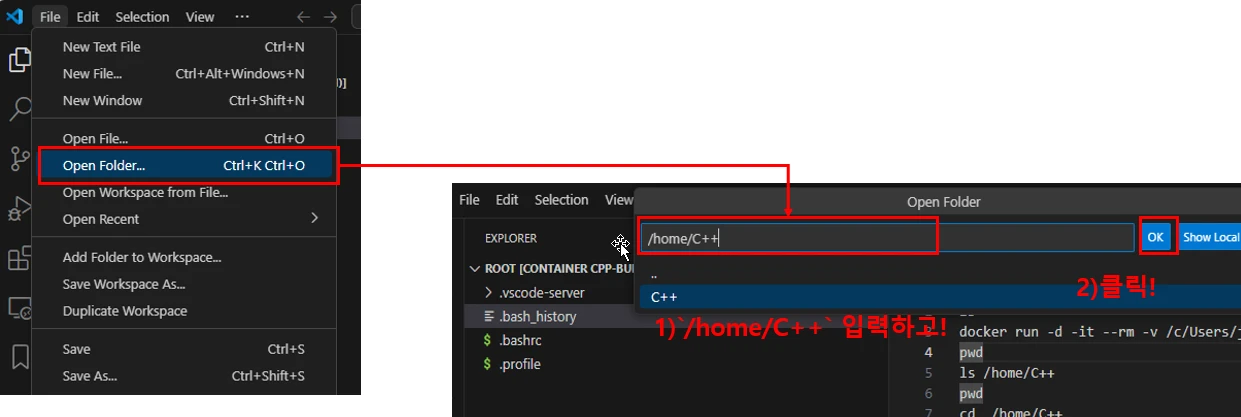 File Edit Selection View ···
New Text File Ctrl+N
New File... Ctrl+Alt+Windows+N
New Window Ctrl+Shift+N
Open File... Ctrl+O
Open Folder... Ctrl+K Ctrl+O
Open Workspace from File...
Open Recent
Add Folder to Workspace...
Save Workspace As...
Duplicate Workspace
Save Ctrl+S
Save As... Ctrl+Shift+S
)]
File Edit Selection View
Open Folder
/home/C++
OK
Show Local
..
C++
EXPLORER
ROOT [CONTAINER CPP-BU
.vscode-server
.bash_history
$ .bashrc
$ .profile
1)`/home/C++` 입력하고!
2)클릭!
docker run -d -it --rm -v /c/Users/j
4 pwd
5 ls /home/C++
6 pwd
7 cd /home/C++